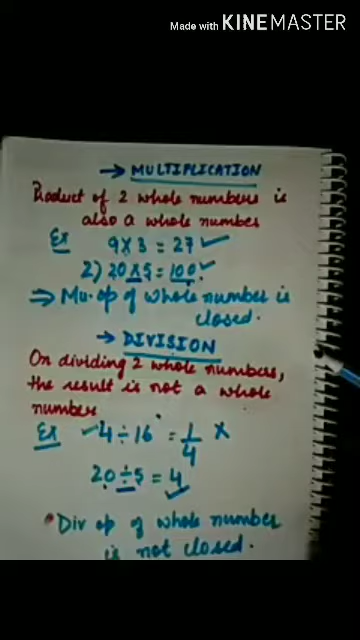 Made with KINEMASTER
→ MULTIPLICATION
Product of 2 whole numbers is
also a whole number
Ex 9 x 3 = 27 ✓
2) 20 x 5 = 100 ✓
⇒ Mu. op of whole number is
closed.
→ DIVISION
On dividing 2 whole numbers,
the result is not a whole
number
Ex ✓ 4 ÷ 16 = 1/4 ×
20 ÷ 5 = 4 ✓
• Div op of whole number
is not closed.